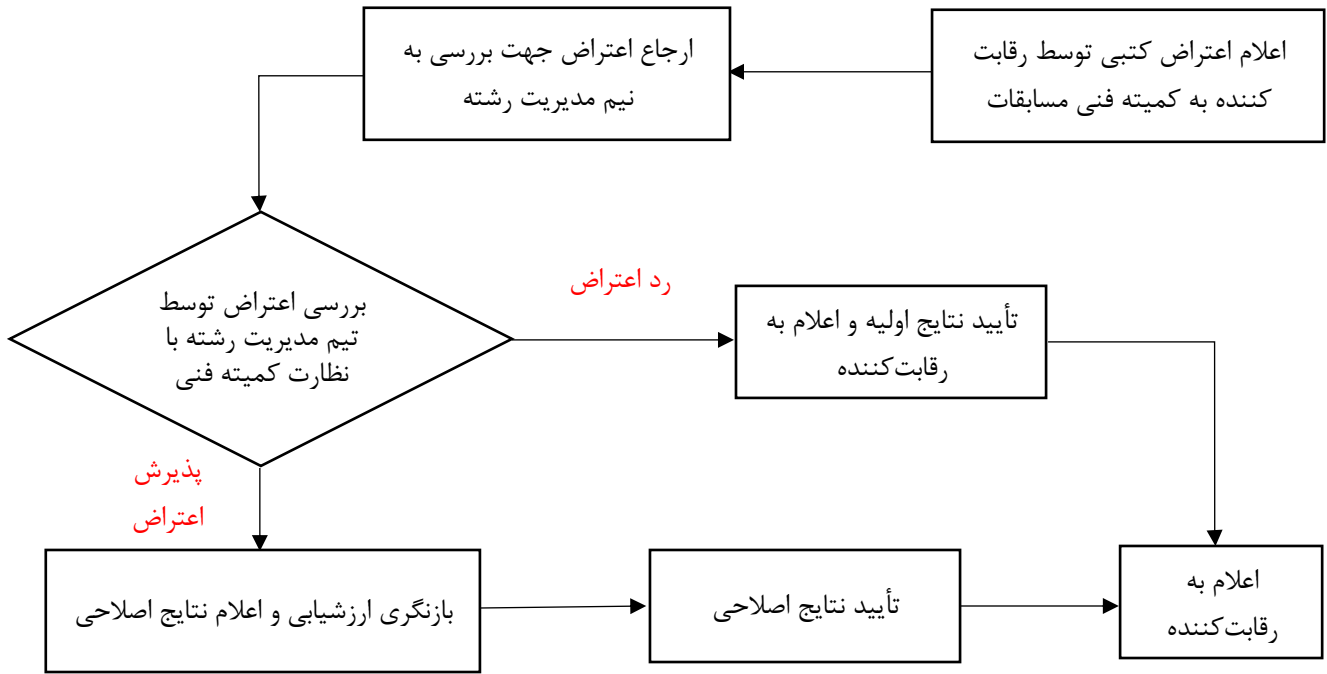 اعلام اعتراض کتبی توسط رقابت
کننده به کمیته فنی مسابقات
ارجاع اعتراض جهت بررسی به
نیم مدیریت رشته
بررسی اعتراض توسط
تیم مدیریت رشته با
نظارت کمیته فنی
رد اعتراض
تأیید نتایج اولیه و اعلام به
رقابت‌کننده
پذیرش
اعتراض
بازنگری ارزشیابی و اعلام نتایج اصلاحی
تأیید نتایج اصلاحی
اعلام به
رقابت‌کننده